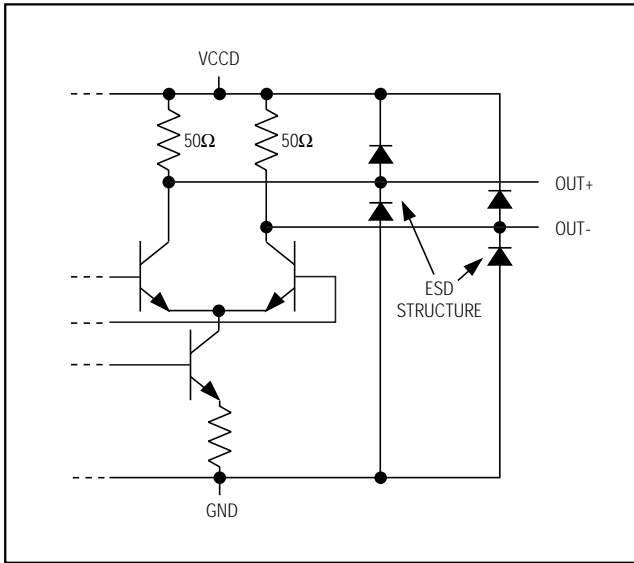 VCCD
50Ω
50Ω
OUT+
OUT-
ESD
STRUCTURE
GND